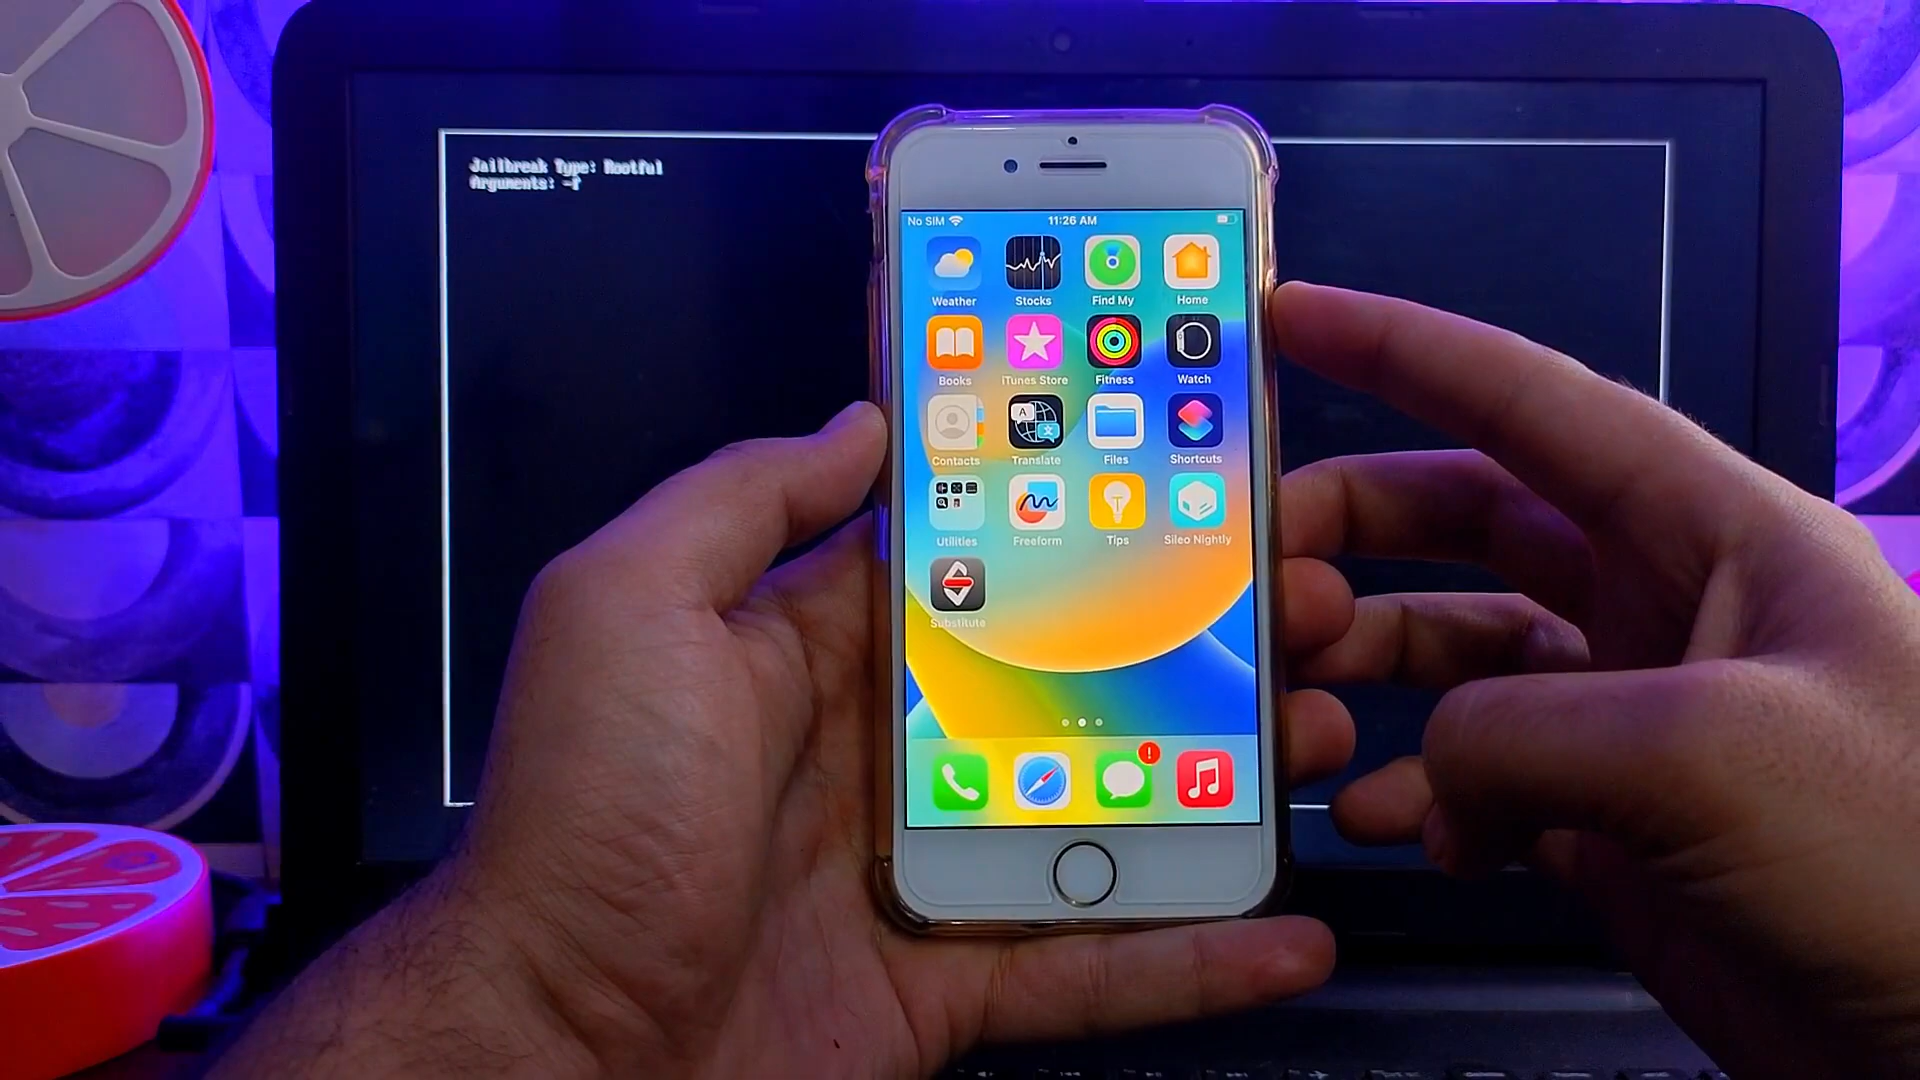 Jailbreak Type: Rootful
Arguments: -f
No SIM 11:26 AM
Weather Stocks Find My Home
Books iTunes Store Fitness Watch
Contacts Translate Files Shortcuts
Utilities Freeform Tips Sileo Nightly
Substitute